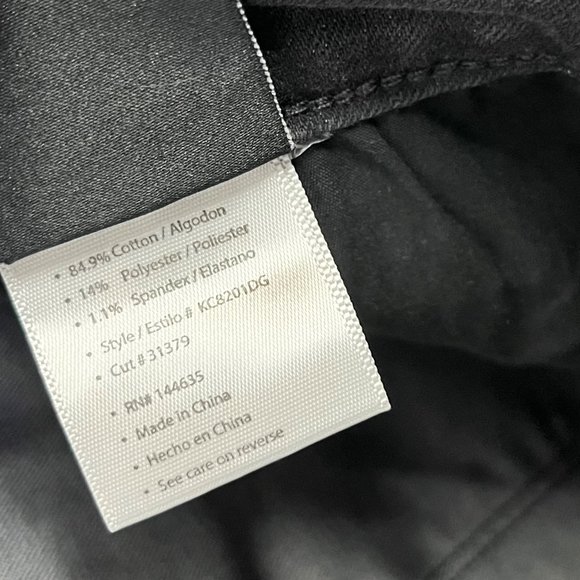 • 84.9% Cotton / Algodon
• 14% Polyester / Poliester
• 1.1% Spandex / Elastano
• Style / Estilo # KC8201DG
• Cut # 31379
• RN# 144635
• Made in China
• Hecho en China
• See care on reverse